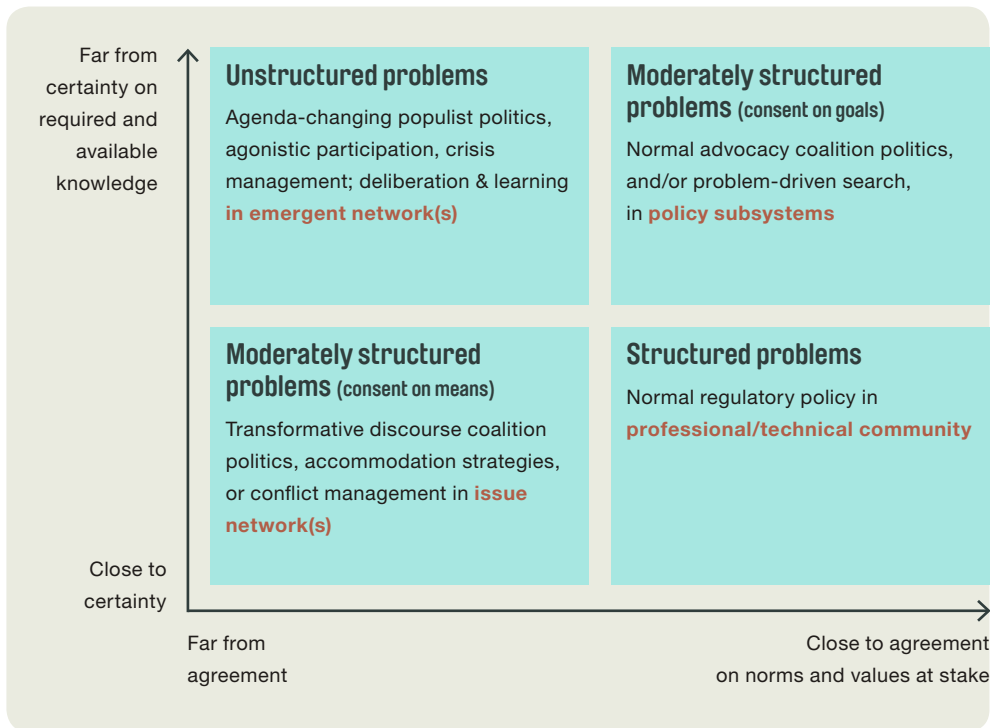 Far from
certainty on
required and
available
knowledge
Unstructured problems
Agenda-changing populist politics,
agonistic participation, crisis
management; deliberation & learning
in emergent network(s)
Moderately structured
problems (consent on goals)
Normal advocacy coalition politics,
and/or problem-driven search,
in policy subsystems
Moderately structured
problems (consent on means)
Transformative discourse coalition
politics, accommodation strategies,
or conflict management in issue
network(s)
Structured problems
Normal regulatory policy in
professional/technical community
Close to
certainty
Far from
agreement
Close to agreement
on norms and values at stake